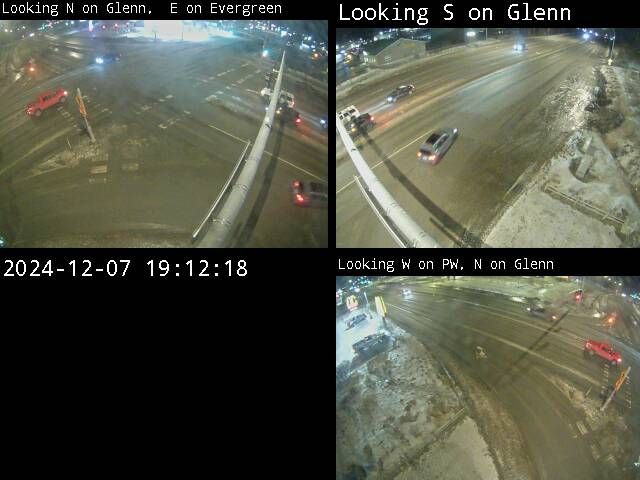 Looking N on Glenn,  E on Evergreen
Looking S on Glenn
2024-12-07 19:12:18
Looking W on PW, N on Glenn